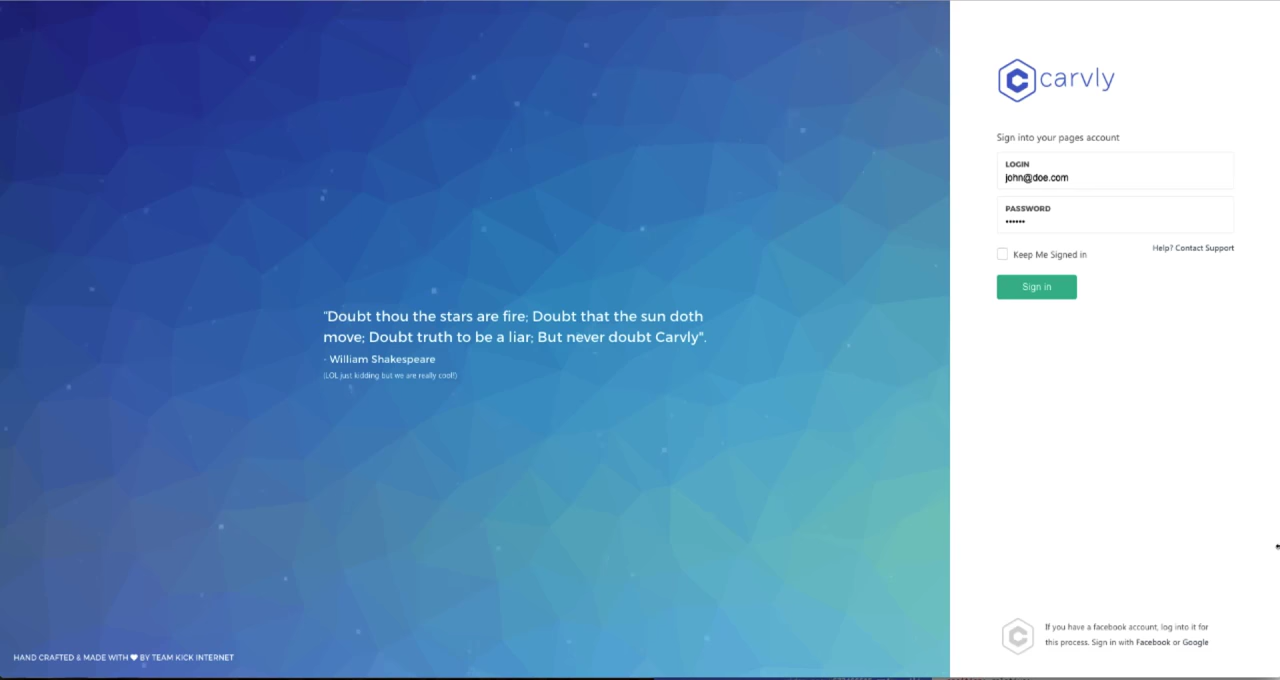 "Doubt thou the stars are fire; Doubt that the sun doth
move; Doubt truth to be a liar; But never doubt Carvly".
- William Shakespeare
(LOL just kidding but we are really cool!)
HAND CRAFTED & MADE WITH ♥ BY TEAM KICK INTERNET
carvly
Sign into your pages account
LOGIN
john@doe.com
PASSWORD
••••••
Keep Me Signed in
Help? Contact Support
Sign in
If you have a facebook account, log into it for
this process. Sign in with Facebook or Google